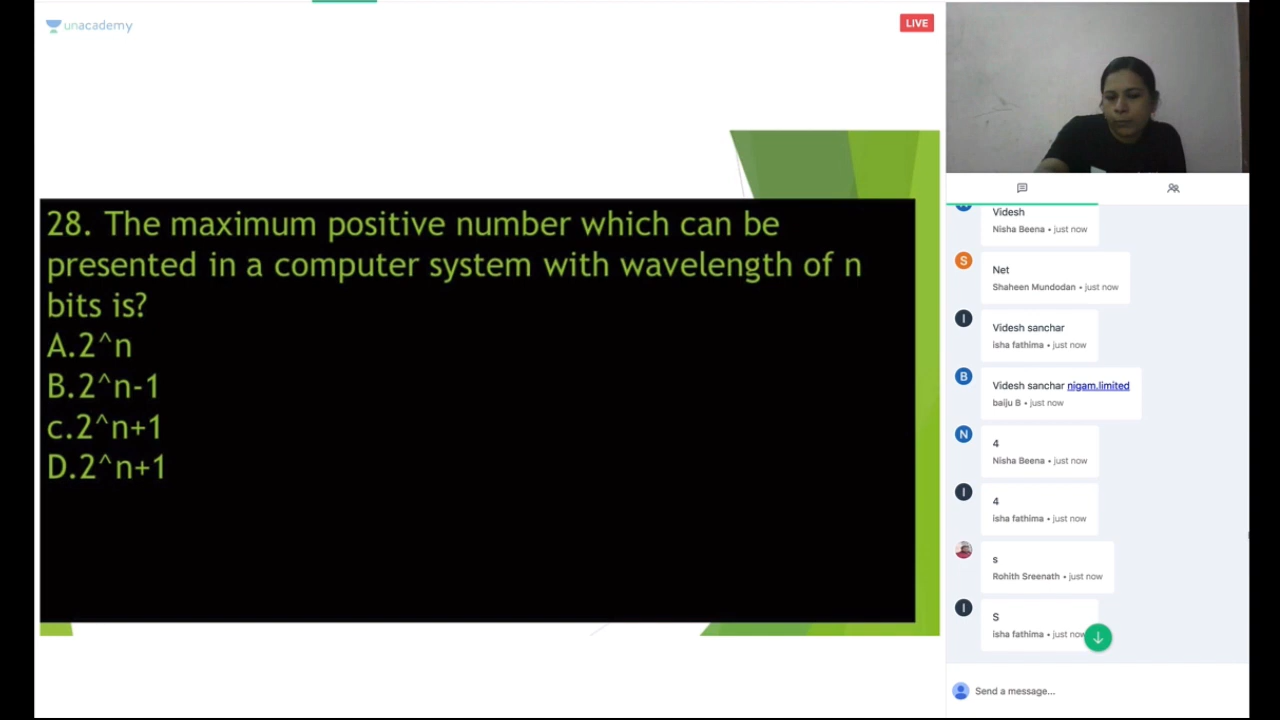 unacademy
LIVE
28. The maximum positive number which can be
presented in a computer system with wavelength of n
bits is?
A.2^n
B.2^n-1
c.2^n+1
D.2^n+1
Videsh
Nisha Beena • just now
S
Net
Shaheen Mundodan • just now
I
Videsh sanchar
isha fathima • just now
B
Videsh sanchar nigam.limited
baiju B • just now
N
4
Nisha Beena • just now
I
4
isha fathima • just now
s
Rohith Sreenath • just now
I
S
isha fathima • just now
Send a message...